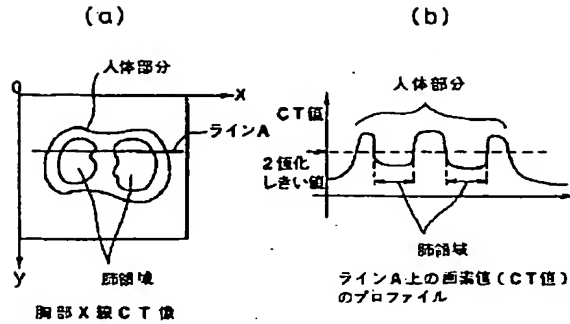 (a)
(b)
人体部分
O
X
ラインA
y
肺領域
胸部X線CT像
人体部分
CT値
2値化
しきい値
肺領域
ラインA上の画素値(CT値)
のプロファイル